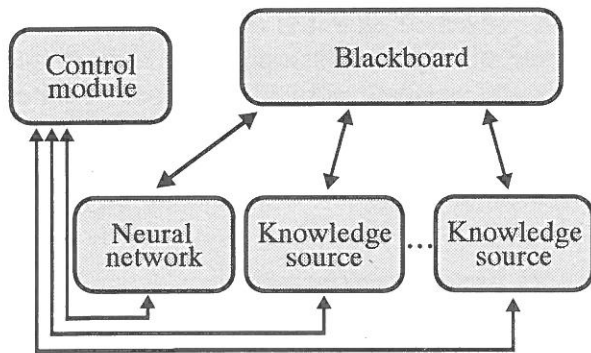 Control
module
Blackboard
Neural
network
Knowledge
source
...
Knowledge
source